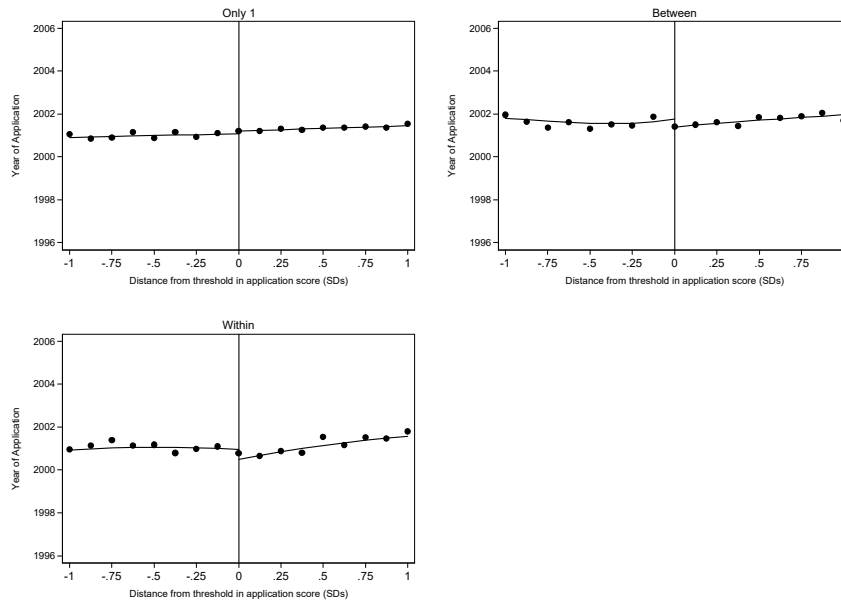 Only 1
2006
2004
2002
2000
1998
1996
Year of Application
-1 -.75 -.5 -.25 0 .25 .5 .75 1
Distance from threshold in application score (SDs)
Between
2006
2004
2002
2000
1998
1996
Year of Application
-1 -.75 -.5 -.25 0 .25 .5 .75
Distance from threshold in application score (SDs)
Within
2006
2004
2002
2000
1998
1996
Year of Application
-1 -.75 -.5 -.25 0 .25 .5 .75 1
Distance from threshold in application score (SDs)